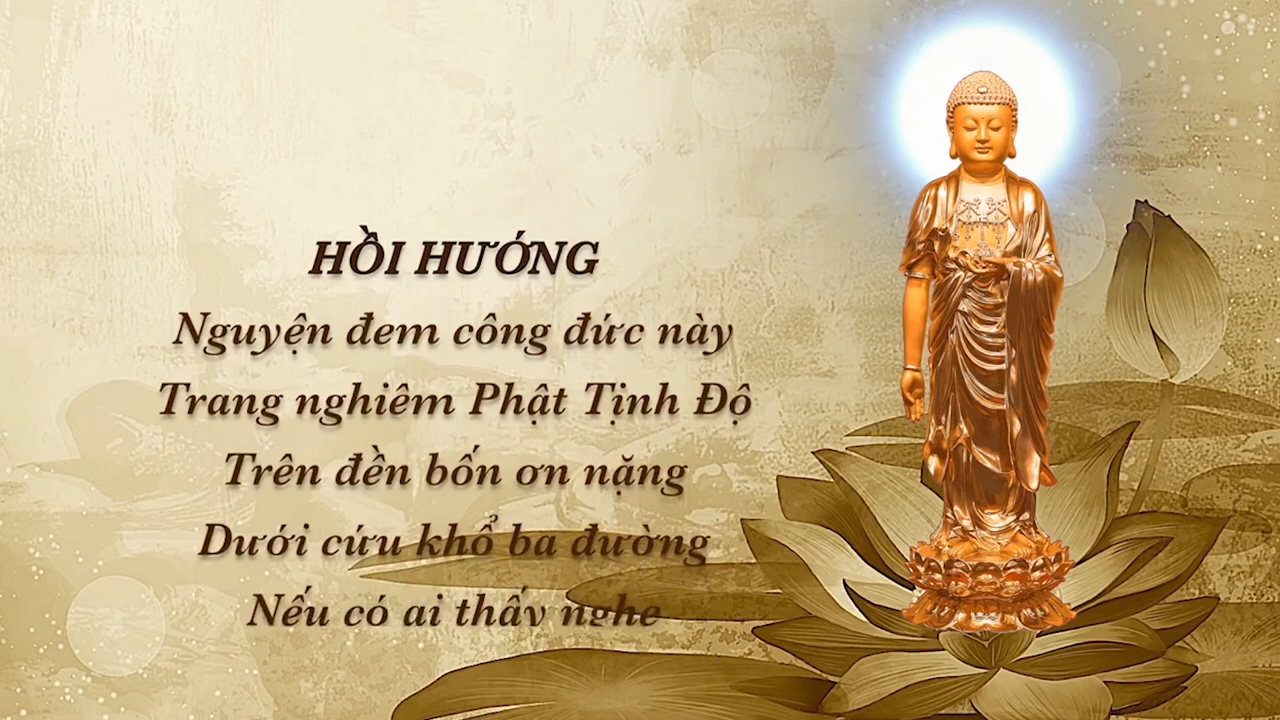 HỒI HƯỚNG
Nguyện đem công đức này
Trang nghiêm Phật Tịnh Độ
Trên đền bốn ơn nặng
Dưới cứu khổ ba đường
Nếu có ai thấy nghe